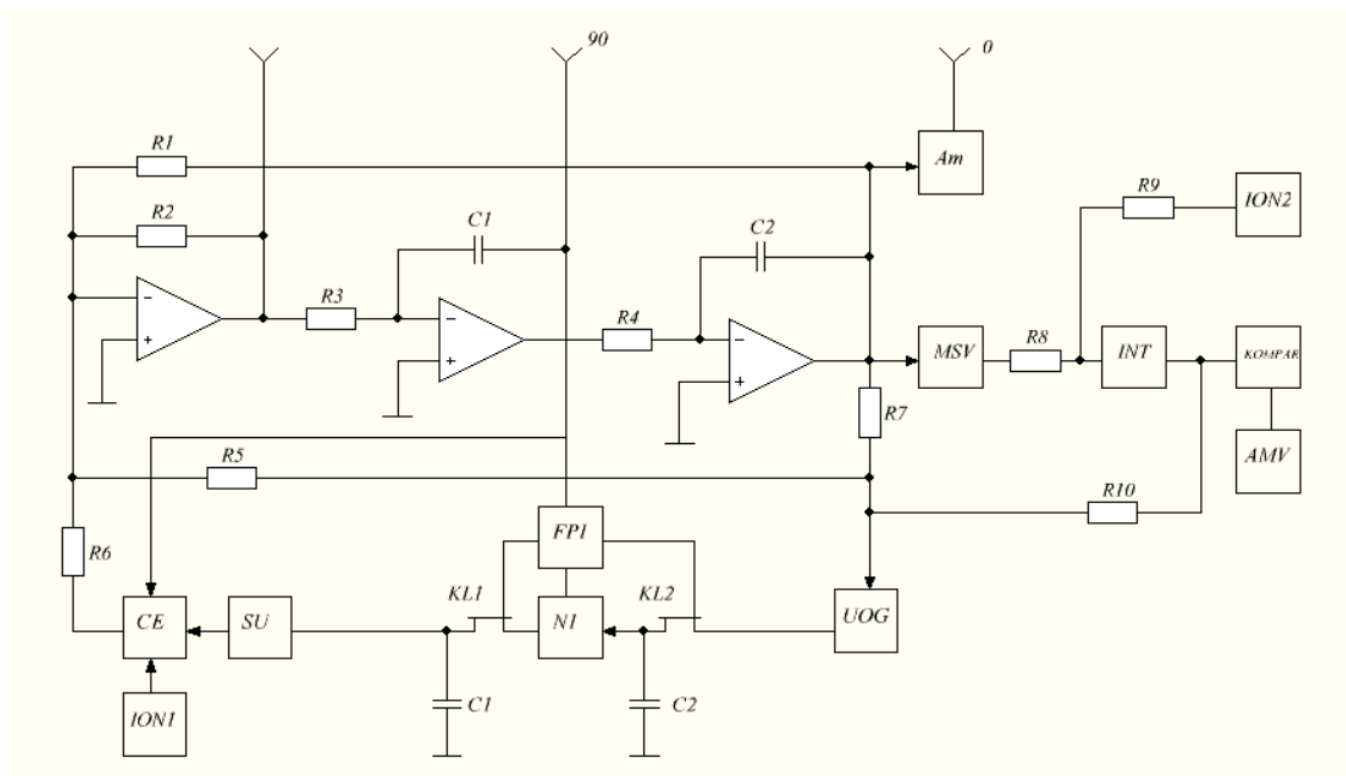 90
0
R1
Am
R9
R2
ION2
C1
C2
R3
R4
-
-
-
+
+
+
MSV
R8
INT
KOMPAR
R7
R5
AMV
R10
FP1
R6
KL1
KL2
CE
SU
N1
UOG
C1
C2
ION1